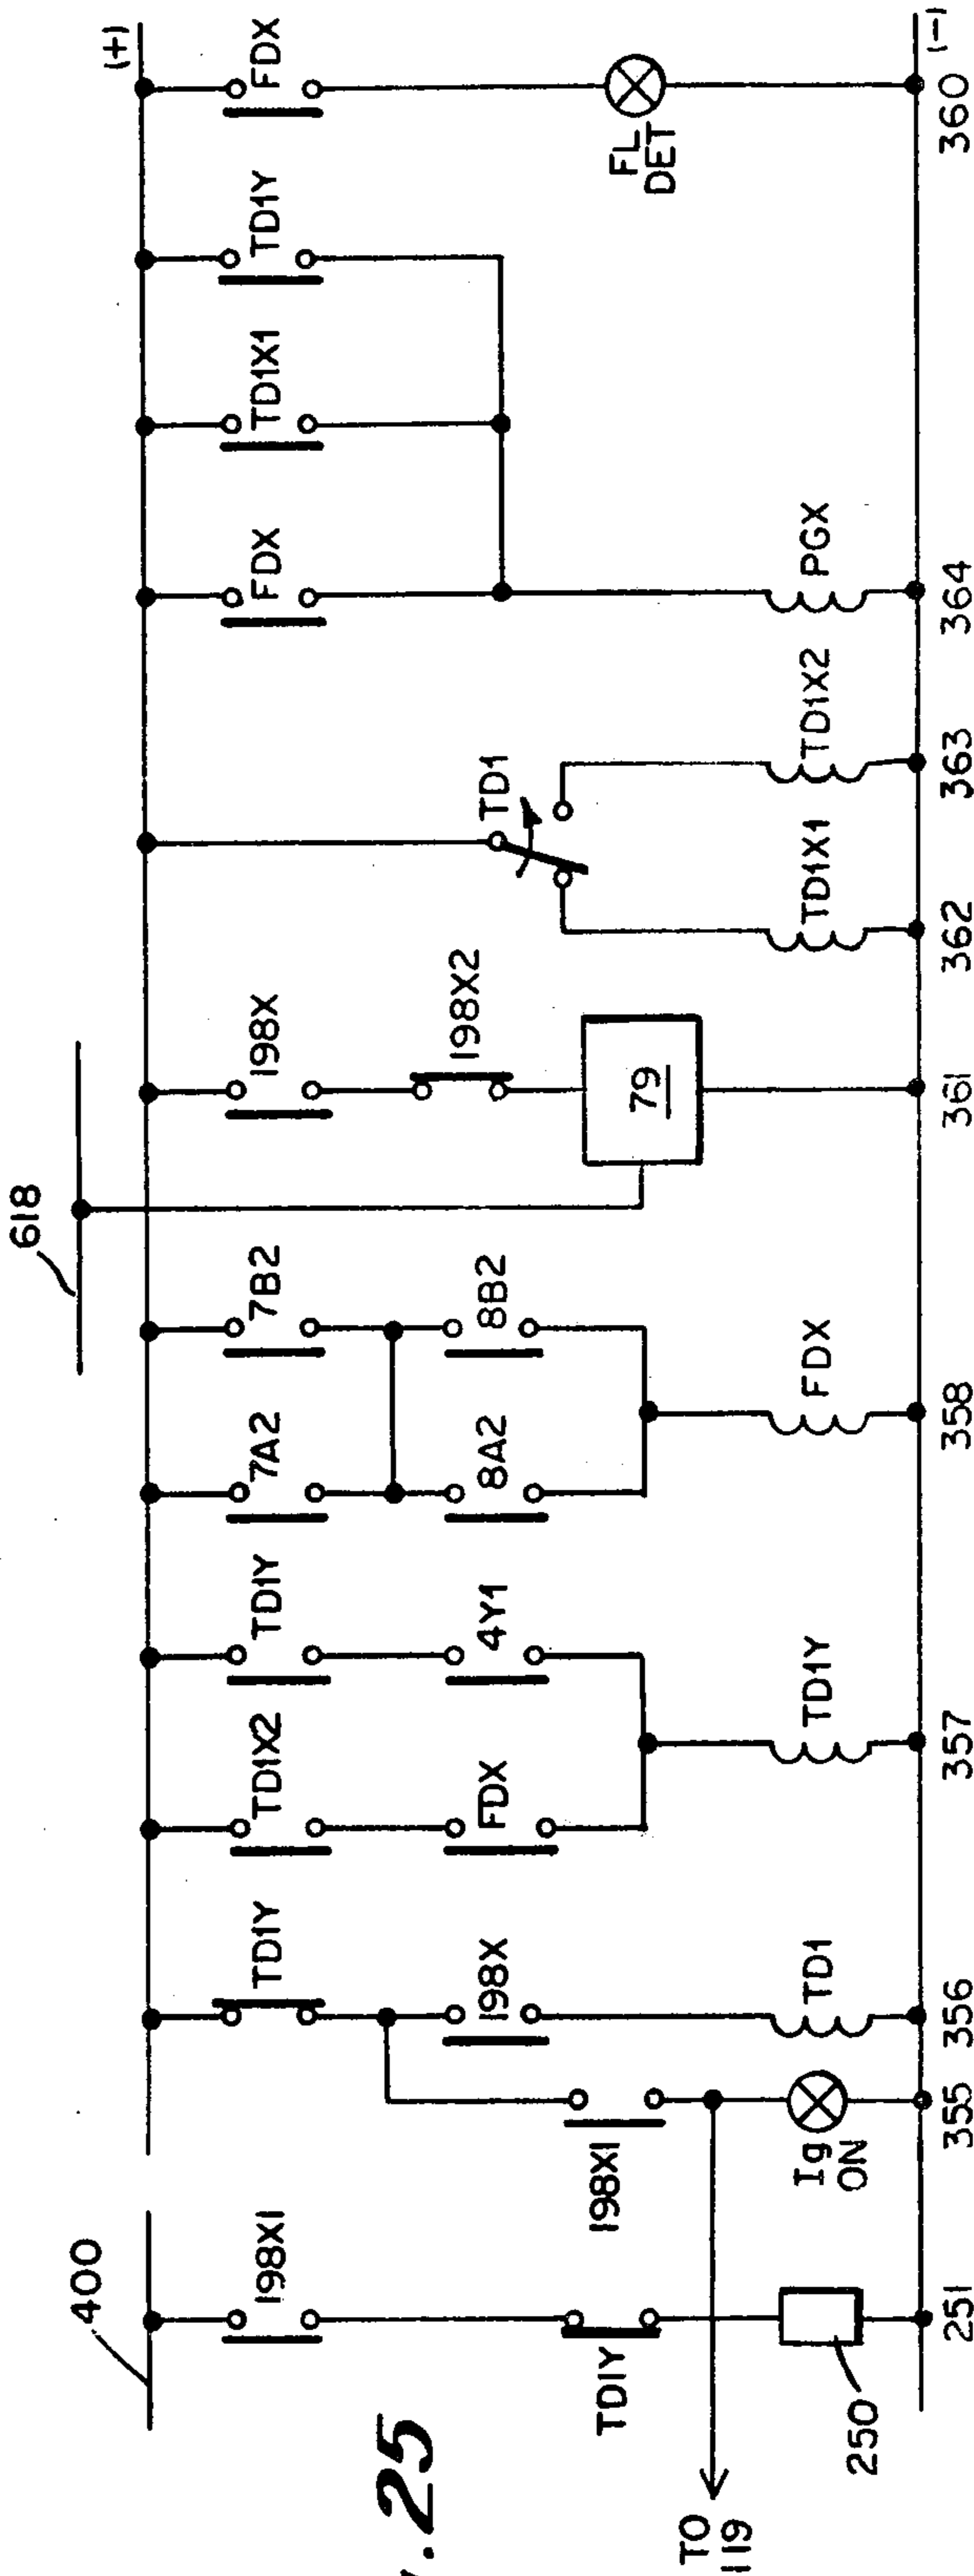 618
400
(+)
198X1
TD1Y
TD1X2
TD1Y
7A2
7B2
198X
FDX
TD1X1
TD1Y
FDX
198X
FDX
4Y1
8A2
8B2
198X2
TD1
198X1
TD1Y
79
FL
DET
TO
119
250
Ig
ON
TD1
TD1Y
FDX
TD1X1
TD1X2
PGX
251
355
356
357
358
361
362
363
364
360
(-)
.25